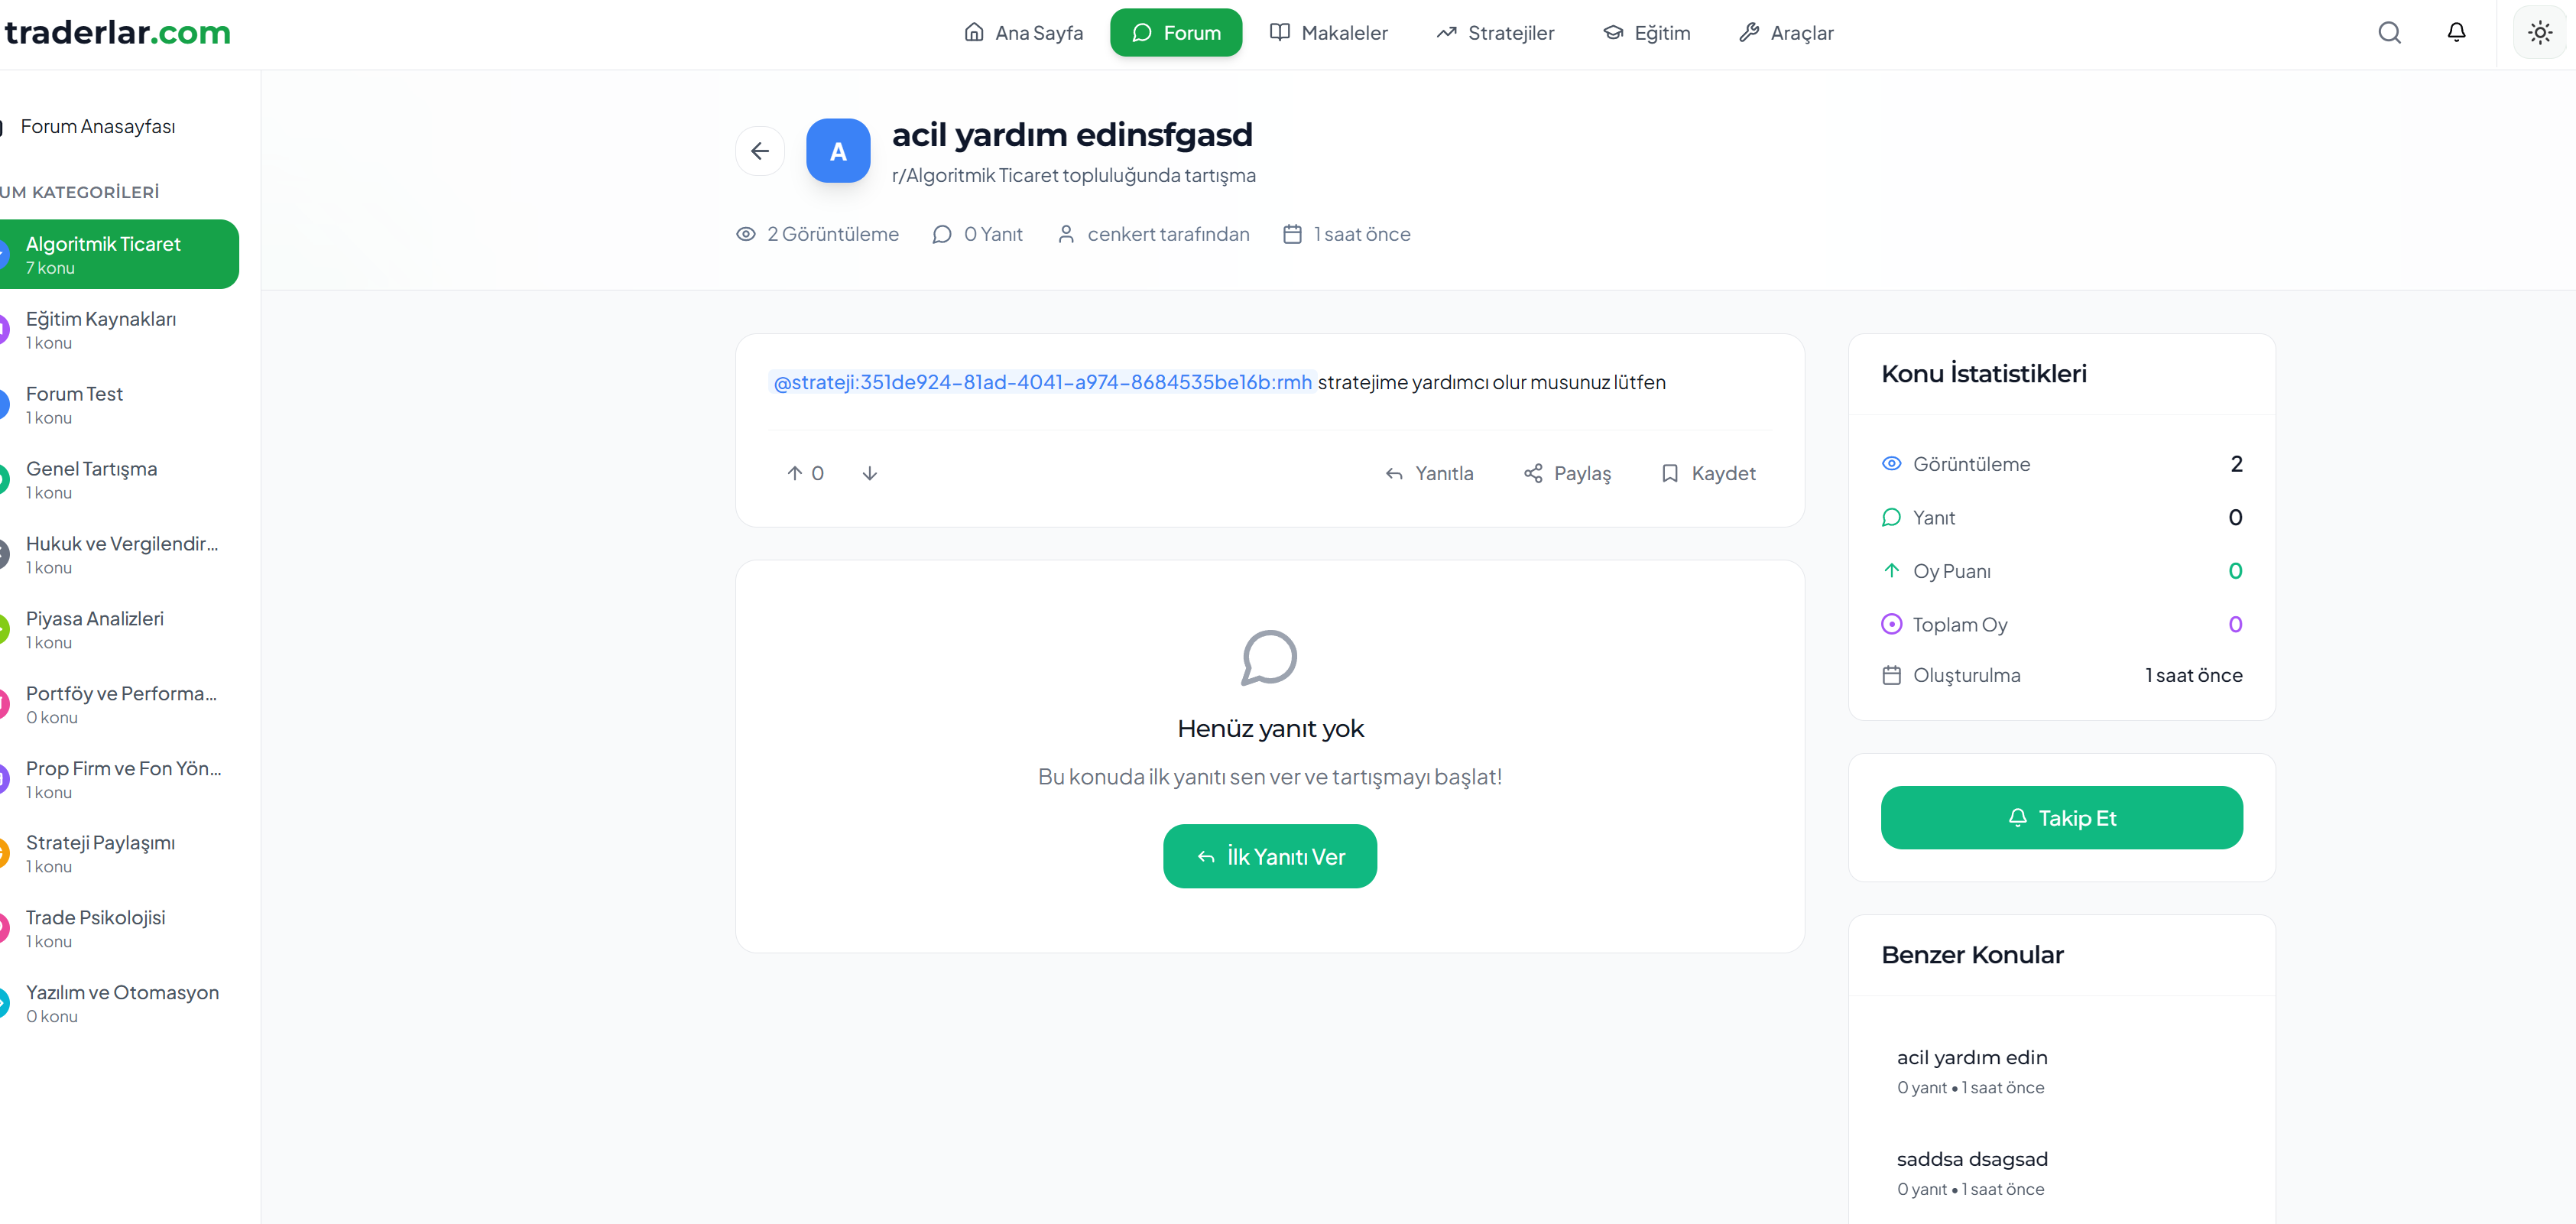 traderlar.com
Ana Sayfa
Forum
Makaleler
Stratejiler
Eğitim
Araçlar
Forum Anasayfası
UM KATEGORİLERİ
Algoritmik Ticaret
7 konu
Eğitim Kaynakları
1 konu
Forum Test
1 konu
Genel Tartışma
1 konu
Hukuk ve Vergilendir...
1 konu
Piyasa Analizleri
1 konu
Portföy ve Performa...
0 konu
Prop Firm ve Fon Yön...
1 konu
Strateji Paylaşımı
1 konu
Trade Psikolojisi
1 konu
Yazılım ve Otomasyon
0 konu
A
acil yardım edinsfgasd
r/Algoritmik Ticaret topluluğunda tartışma
2 Görüntüleme
0 Yanıt
cenkert tarafından
1 saat önce
@strateji:351de924-81ad-4041-a974-8684535be16b:rmh stratejime yardımcı olur musunuz lütfen
0
Yanıtla
Paylaş
Kaydet
Henüz yanıt yok
Bu konuda ilk yanıtı sen ver ve tartışmayı başlat!
İlk Yanıtı Ver
Konu İstatistikleri
Görüntüleme 2
Yanıt 0
Oy Puanı 0
Toplam Oy 0
Oluşturulma 1 saat önce
Takip Et
Benzer Konular
acil yardım edin
0 yanıt • 1 saat önce
saddsa dsagsad
0 yanıt • 1 saat önce